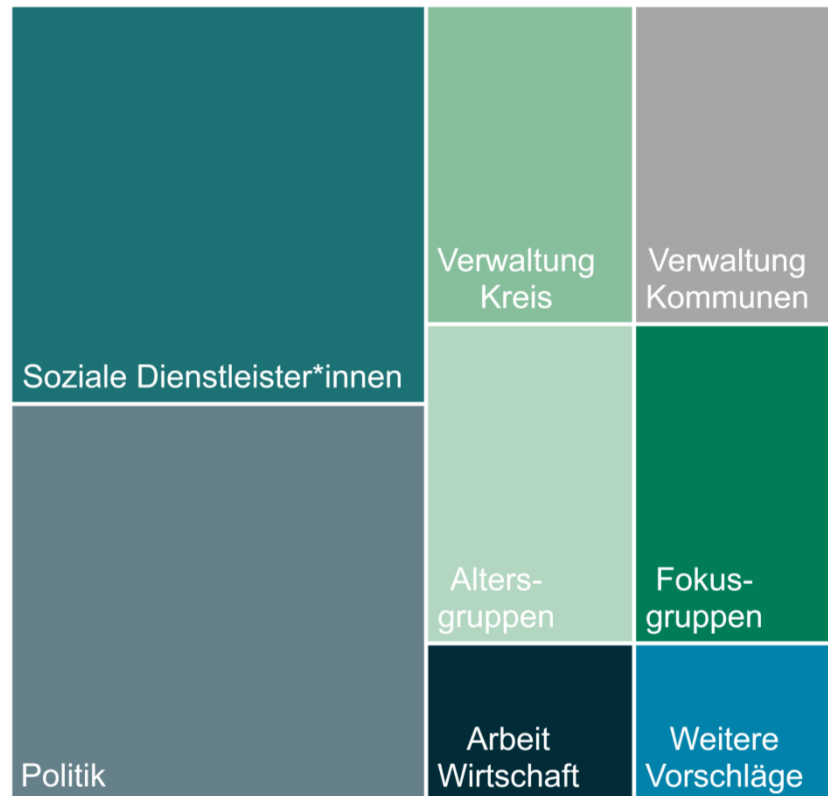 Soziale Dienstleister*innen
Politik
Verwaltung
Kreis
Verwaltung
Kommunen
Alters-
gruppen
Fokus-
gruppen
Arbeit
Wirtschaft
Weitere
Vorschläge